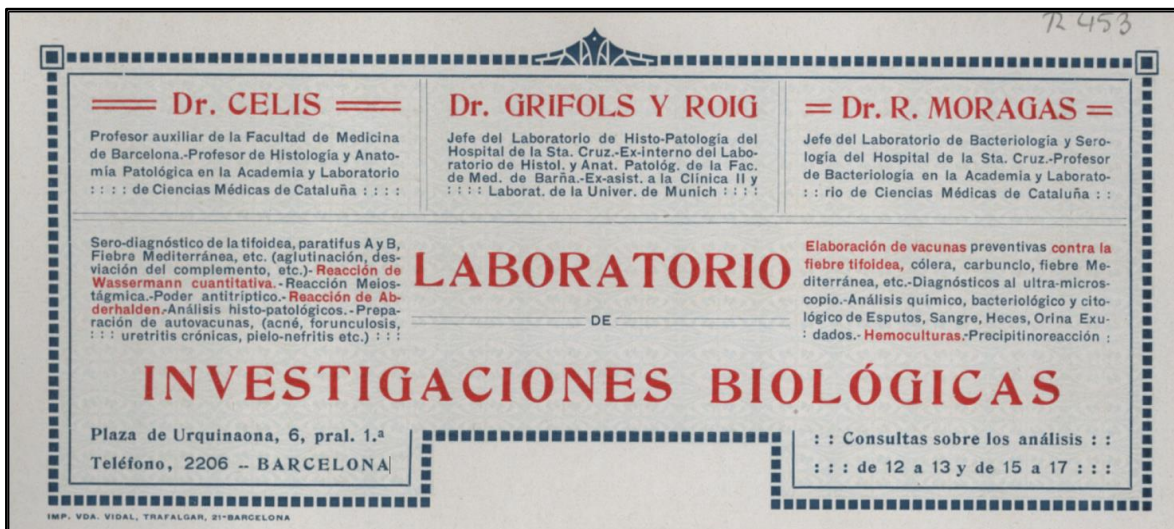 R 453
Dr. CELIS
Profesor auxiliar de la Facultad de Medicina
de Barcelona.-Profesor de Histología y Anato-
mía Patológica en la Academia y Laboratorio
: : : : de Ciencias Médicas de Cataluña : : : :
Dr. GRIFOLS Y ROIG
Jefe del Laboratorio de Histo-Patología del
Hospital de la Sta. Cruz.-Ex-interno del Labo-
ratorio de Histol. y Anat. Patológ. de la Fac.
de Med. de Barña.-Ex-asist. a la Clínica II y
: : : : Laborat. de la Univer. de Munich : : : :
Dr. R. MORAGAS
Jefe del Laboratorio de Bacteriología y Sero-
logía del Hospital de la Sta. Cruz.-Profesor
de Bacteriología en la Academia y Laborato-
: : rio de Ciencias Médicas de Cataluña : :
Sero-diagnóstico de la tifoidea, paratifus A y B,
Fiebre Mediterránea, etc. (aglutinación, des-
viación del complemento, etc.)-Reacción de
Wassermann cuantitativa.-Reacción Meios-
tágmica.-Poder antitríptico.-Reacción de Ab-
derhalden.-Análisis histo-patológicos.-Prepa-
ración de autovacunas, (acné, forunculosis,
: : : uretritis crónicas, pielo-nefritis etc.) : : :
LABORATORIO
DE
Elaboración de vacunas preventivas contra la
fiebre tifoidea, cólera, carbunclo, fiebre Me-
diterránea, etc.-Diagnósticos al ultra-micros-
copio.-Análisis químico, bacteriológico y cito-
lógico de Esputos, Sangre, Heces, Orina Exu-
: dados.-Hemoculturas.-Precipitinoreacción :
INVESTIGACIONES BIOLÓGICAS
Plaza de Urquinaona, 6, pral. 1.ª
Teléfono, 2206 -- BARCELONA
: : Consultas sobre los análisis : :
: : : de 12 a 13 y de 15 a 17 : : :
IMP. VDA. VIDAL, TRAFALGAR, 21-BARCELONA